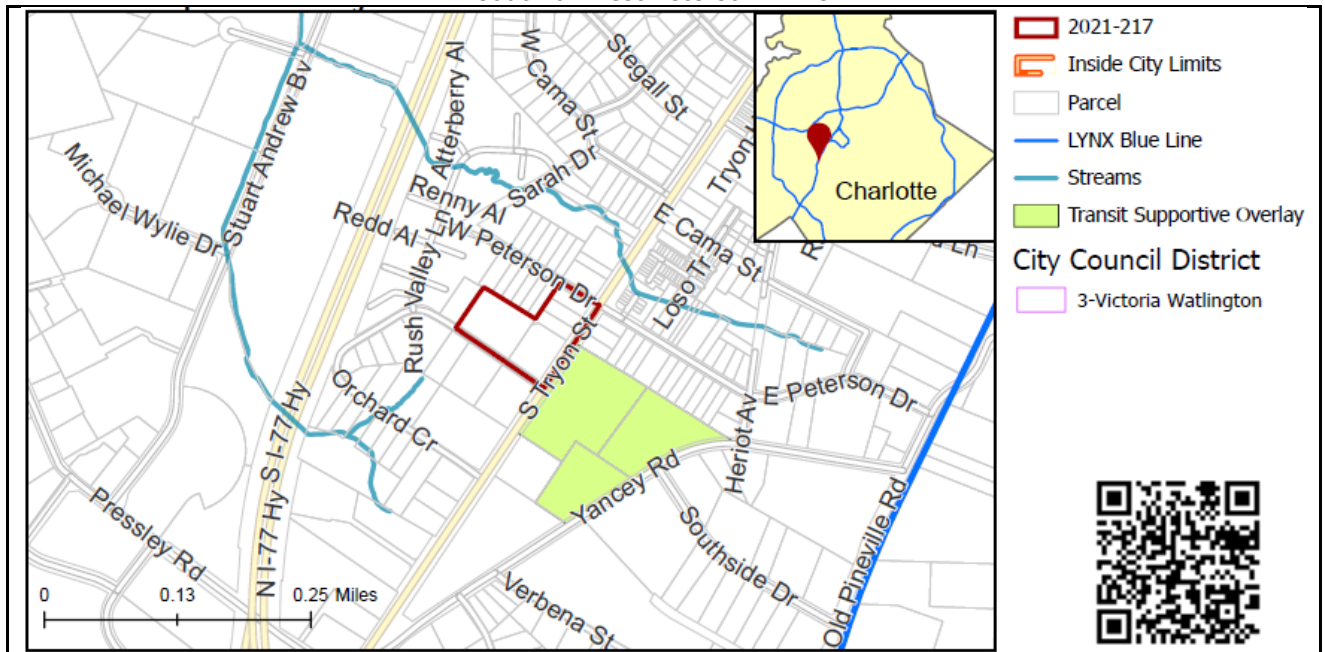 2021-217
Inside City Limits
Parcel
LYNX Blue Line
Streams
Transit Supportive Overlay
City Council District
3-Victoria Watlington
Charlotte
Stuart Andrew Bv
Michael Wylie Dr
Atterberry Al
W Cama St
Stegall St
Sarah Dr
Renny Al
Redd Al
W Peterson Dr
Rush Valley Ln
E Cama St
Loso Tr
Orchard Cr
S Tryon St
E Peterson Dr
Heriot Av
Yancey Rd
Southside Dr
Old Pineville Rd
Pressley Rd
N I-77 Hy
S I-77 Hy
Verbena St
0
0.13
0.25 Miles